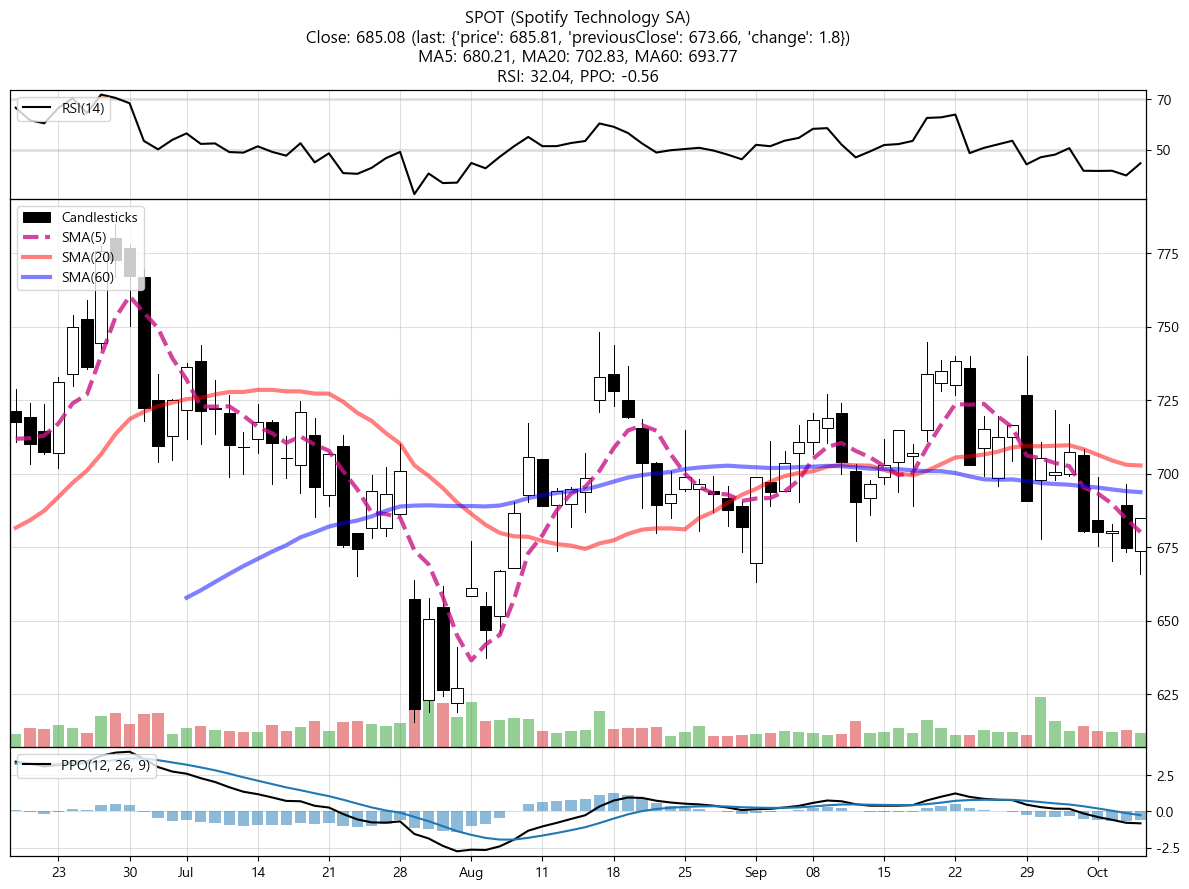 SPOT (Spotify Technology SA)
Close: 685.08 (last: {'price': 685.81, 'previousClose': 673.66, 'change': 1.8})
MA5: 680.21, MA20: 702.83, MA60: 693.77
RSI: 32.04, PPO: -0.56
RSI(14)
70
50
Candlesticks
SMA(5)
SMA(20)
SMA(60)
775
750
725
700
675
650
625
PPO(12, 26, 9)
2.5
0.0
-2.5
23 30 Jul 14 21 28 Aug 11 18 25 Sep 08 15 22 29 Oct